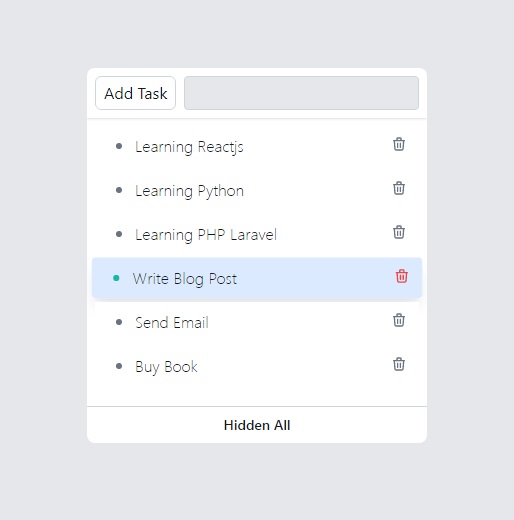 Add Task
Learning Reactjs
Learning Python
Learning PHP Laravel
Write Blog Post
Send Email
Buy Book
Hidden All